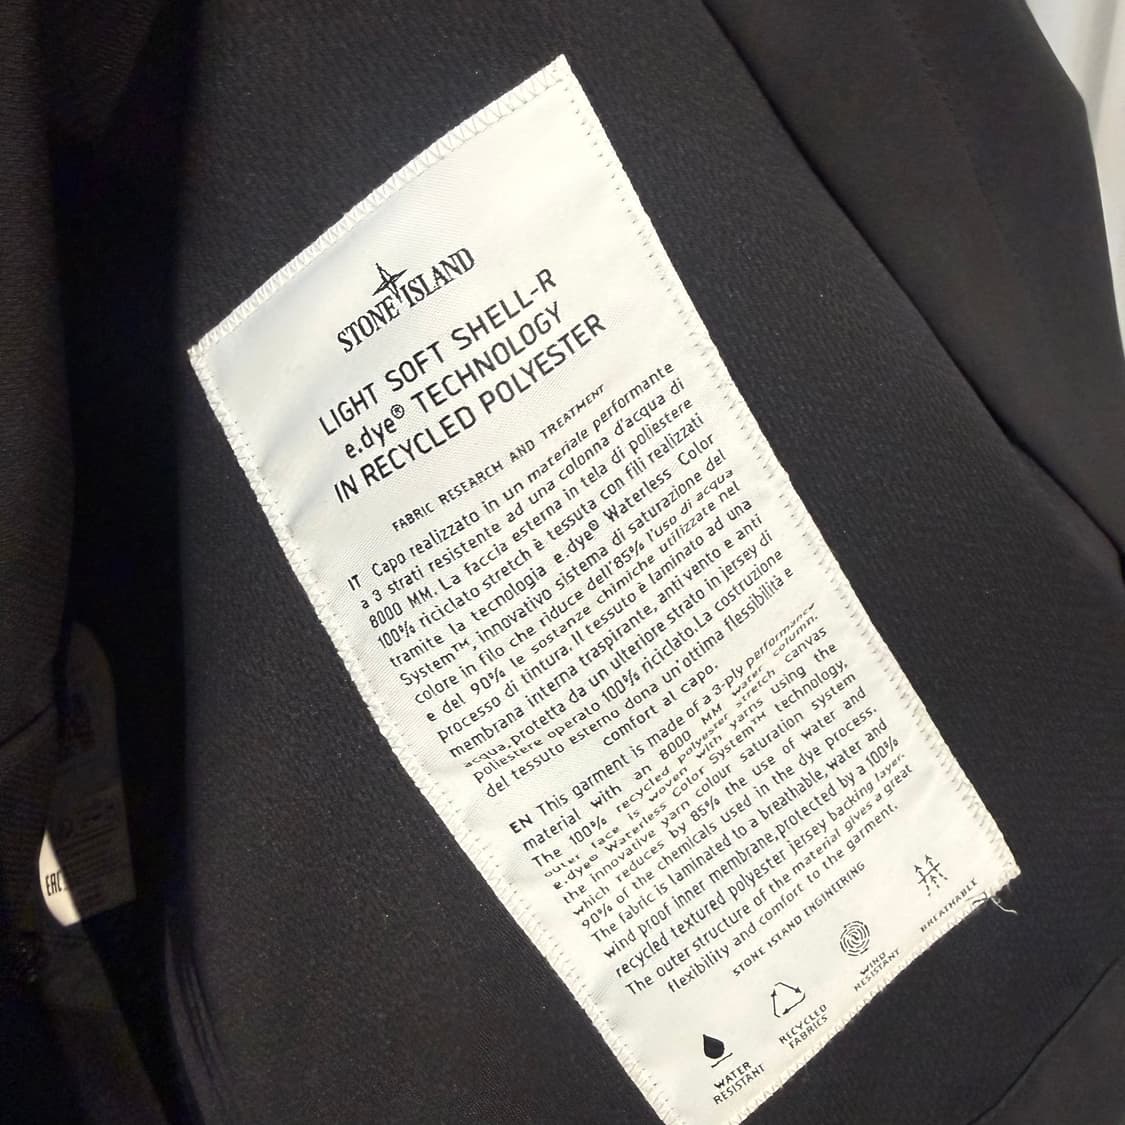 STONE ISLAND
LIGHT SOFT SHELL-R
e.dye® TECHNOLOGY
IN RECYCLED POLYESTER
FABRIC RESEARCH AND TREATMENT
IT Capo realizzato in un materiale performante
a 3 strati resistente ad una colonna d'acqua di
8000 MM. La faccia esterna in tela di poliestere
100% riciclato stretch è tessuta con fili realizzati
tramite la tecnologia e.dye® Waterless Color
System™, innovativo sistema di saturazione del
colore in filo che riduce dell'85% l'uso di acqua
e del 90% le sostanze chimiche utilizzate nel
processo di tintura. Il tessuto è laminato ad una
membrana interna traspirante, anti vento e anti
acqua, protetta da un ulteriore strato in jersey di
poliestere operato 100% riciclato. La costruzione
del tessuto esterno dona un'ottima flessibilità e
comfort al capo.
EN This garment is made of a 3-ply performance
material with an 8000 MM water column.
The 100% recycled polyester stretch canvas
outer face is woven with yarns using the
e.dye® Waterless Color System™ technology,
the innovative yarn colour saturation system
which reduces by 85% the use of water and
90% of the chemicals used in the dye process.
The fabric is laminated to a breathable, water and
wind proof inner membrane, protected by a 100%
recycled textured polyester jersey backing layer.
The outer structure of the material gives a great
flexibility and comfort to the garment.
STONE ISLAND ENGINEERING
WATER
RESISTANT
RECYCLED
FABRICS
WIND
RESISTANT
BREATHABLE
EAC